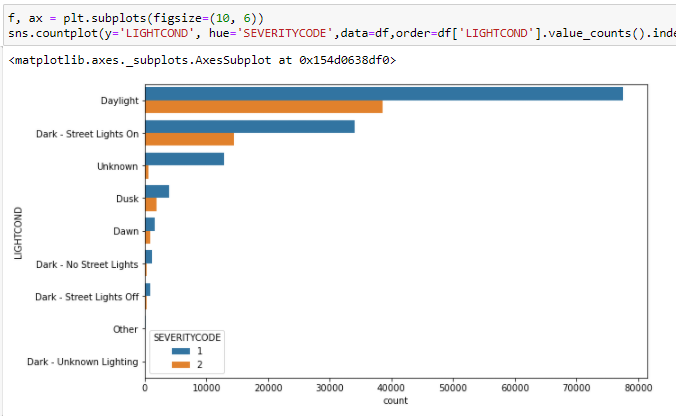 f, ax = plt.subplots(figsize=(10, 6))
sns.countplot(y='LIGHTCOND', hue='SEVERITYCODE',data=df,order=df['LIGHTCOND'].value_counts().inde
<matplotlib.axes._subplots.AxesSubplot at 0x154d0638df0>
Daylight
Dark - Street Lights On
Unknown
Dusk
Dawn
Dark - No Street Lights
Dark - Street Lights Off
Other
Dark - Unknown Lighting
LIGHTCOND
SEVERITYCODE
1
2
0 10000 20000 30000 40000 50000 60000 70000 80000
count